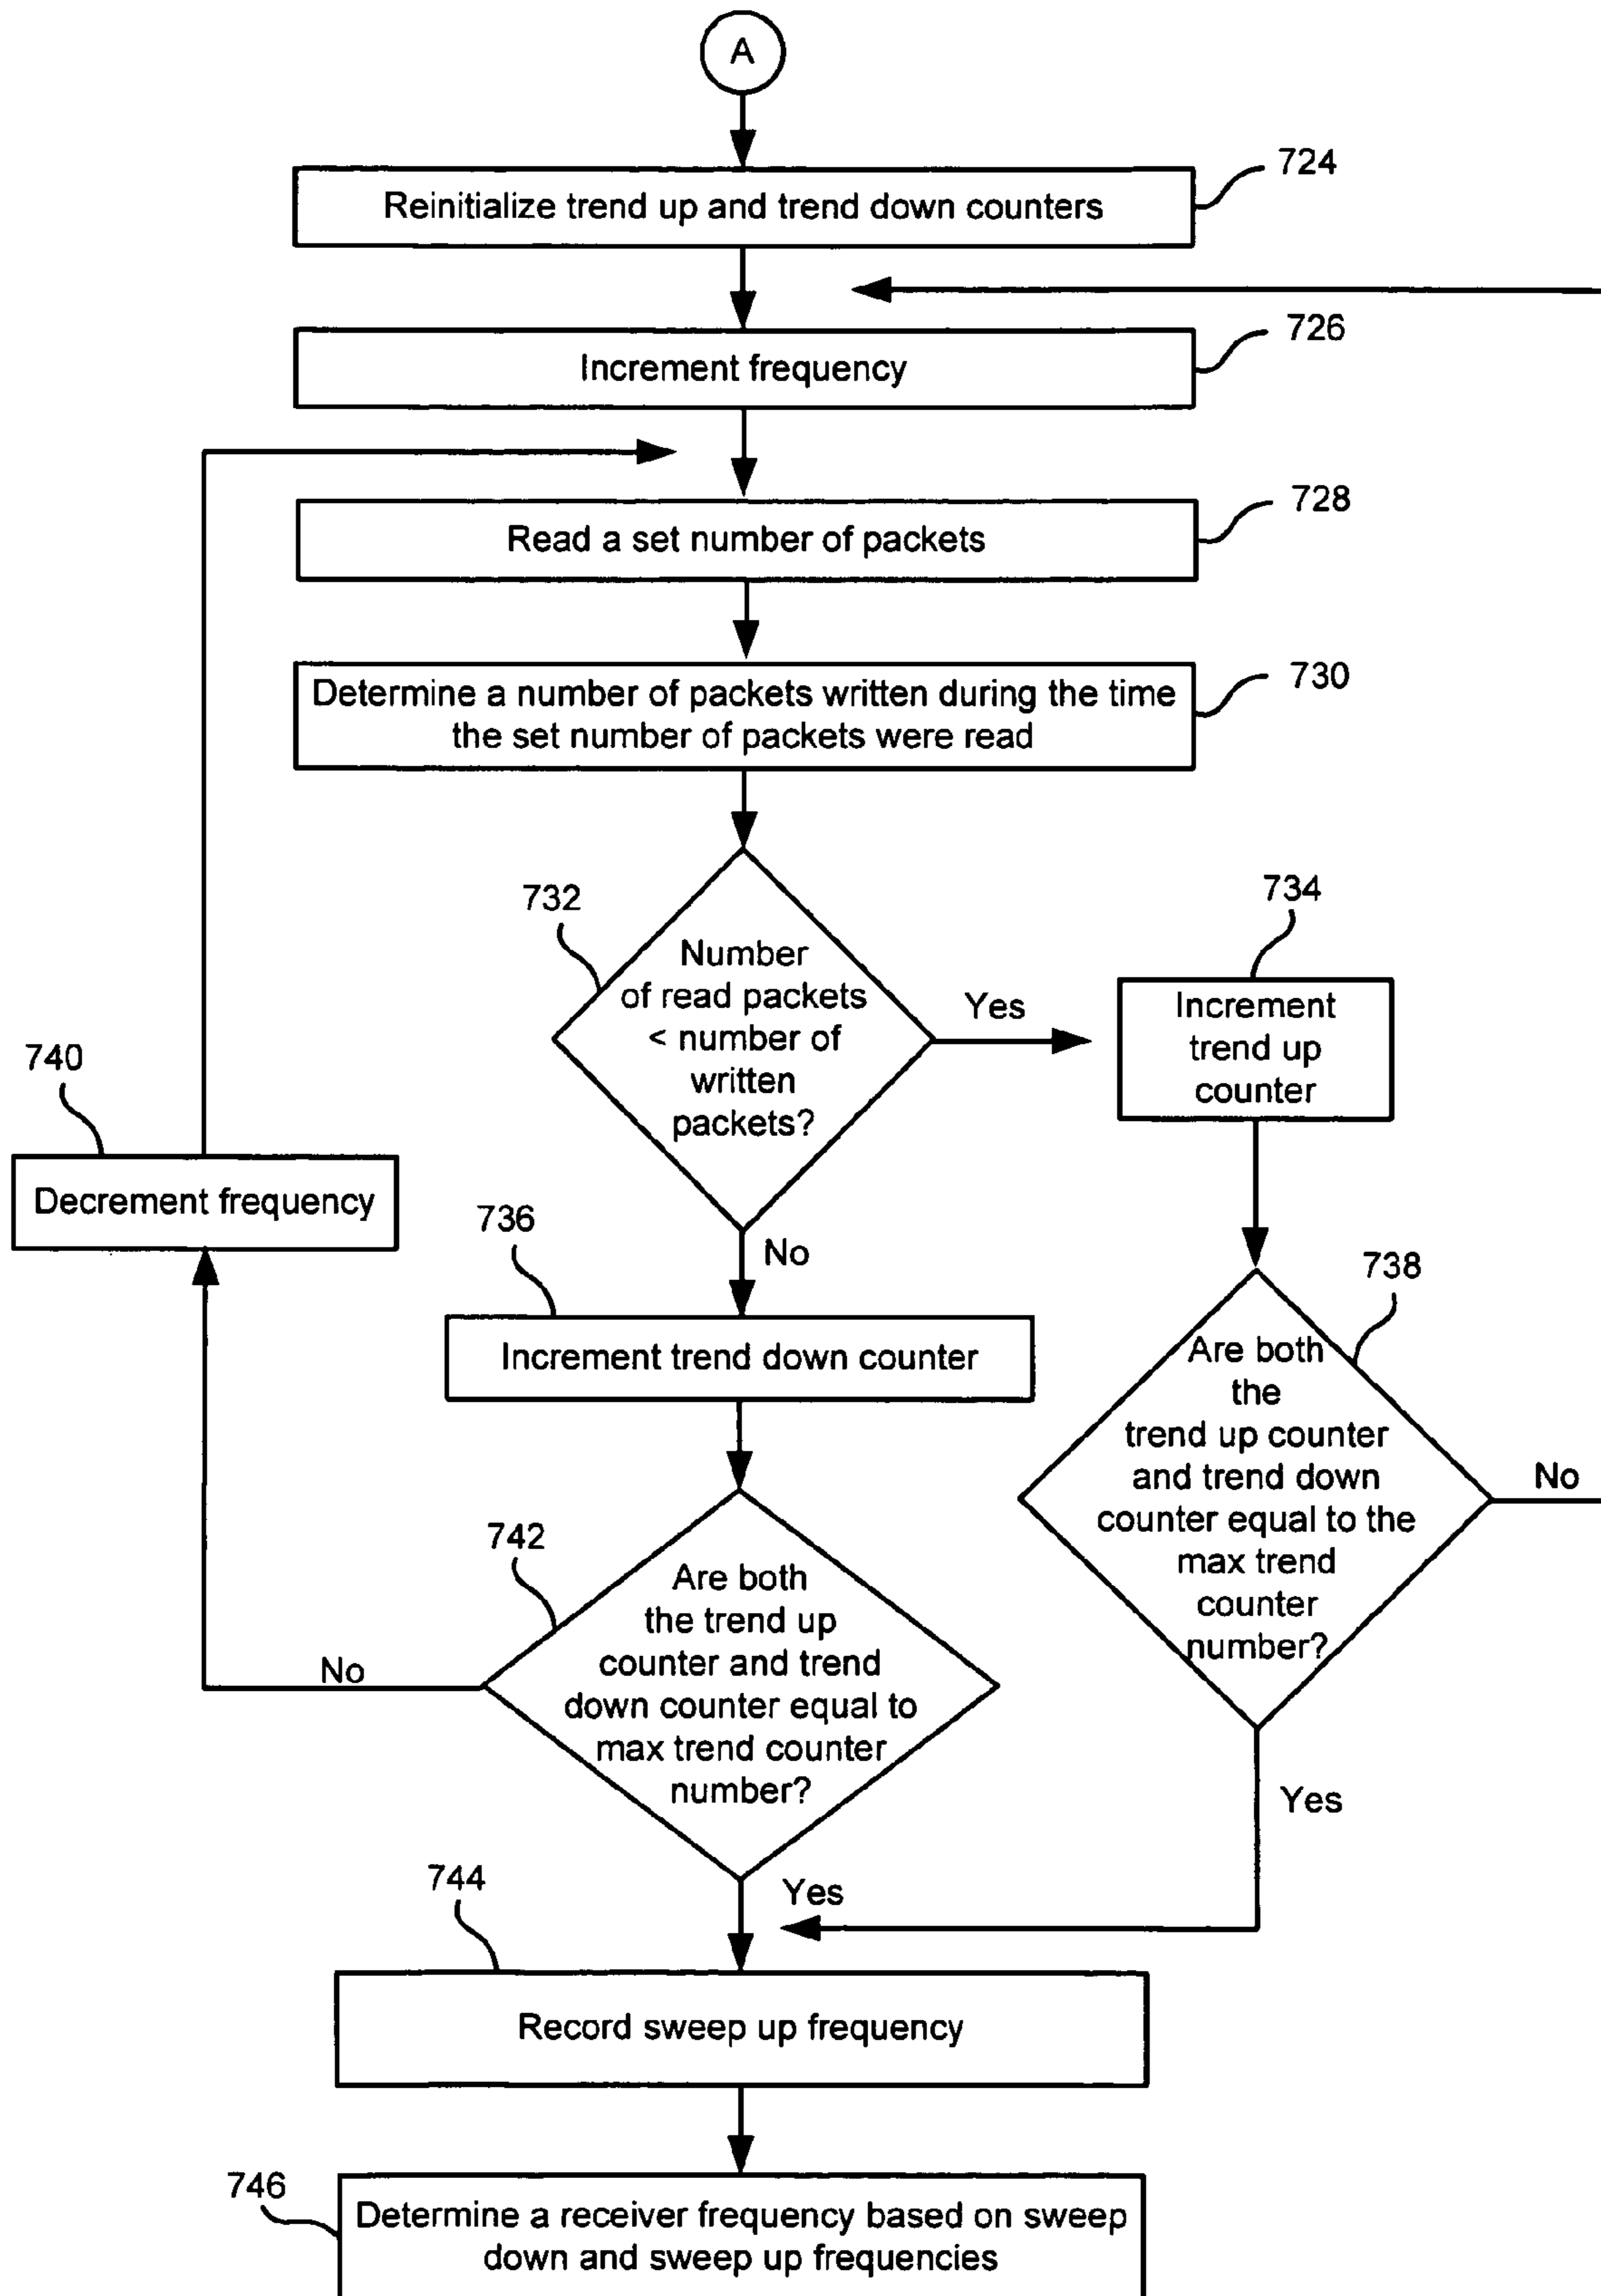 A
724
Reinitialize trend up and trend down counters
726
Increment frequency
728
Read a set number of packets
730
Determine a number of packets written during the time
the set number of packets were read
732
Number
of read packets
< number of
written
packets?
Yes
734
Increment
trend up
counter
740
Decrement frequency
No
736
Increment trend down counter
738
Are both
the
trend up counter
and trend down
counter equal to the
max trend
counter
number?
No
742
Are both
the trend up
counter and trend
down counter equal to
max trend counter
number?
No
Yes
Yes
744
Record sweep up frequency
746
Determine a receiver frequency based on sweep
down and sweep up frequencies